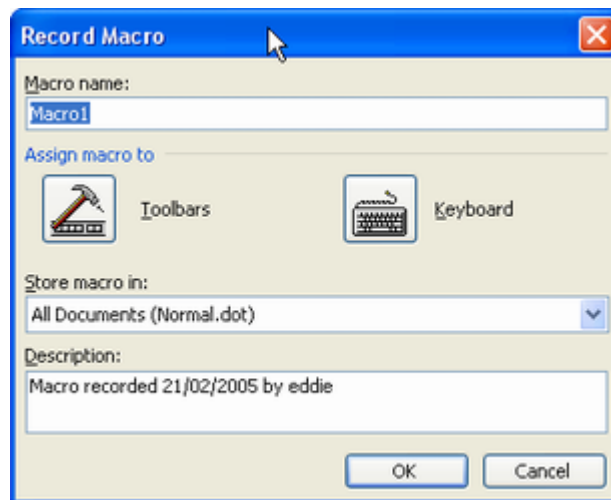 Record Macro
Macro name:
Macro1
Assign macro to
Toolbars
Keyboard
Store macro in:
All Documents (Normal.dot)
Description:
Macro recorded 21/02/2005 by eddie
OK
Cancel